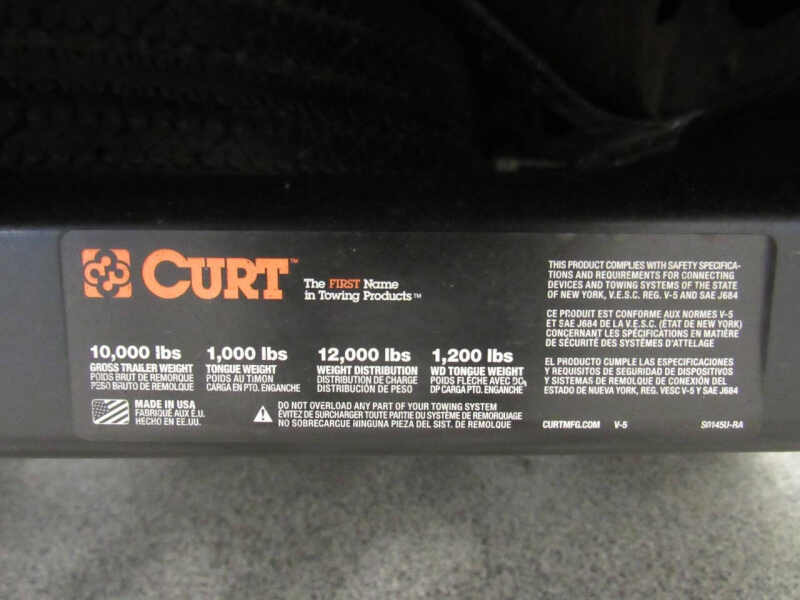 CURT™
The FIRST Name
in Towing Products™
10,000 lbs
GROSS TRAILER WEIGHT
POIDS BRUT DE REMORQUE
PESO BRUTO DE REMOLQUE
1,000 lbs
TONGUE WEIGHT
POIDS AU TIMON
CARGA EN PTO. ENGANCHE
12,000 lbs
WEIGHT DISTRIBUTION
DISTRIBUTION DE CHARGE
DISTRIBUCIÓN DE PESO
1,200 lbs
WD TONGUE WEIGHT
POIDS FLÈCHE AVEC
DP CARGA PTO. ENGANCHE
MADE IN USA
FABRIQUÉ AUX É.U.
HECHO EN EE.UU.
DO NOT OVERLOAD ANY PART OF YOUR TOWING SYSTEM
ÉVITEZ DE SURCHARGER TOUTE PARTIE DU SYSTÈME DE REMORQUAGE
NO SOBRECARGUE NINGUNA PIEZA DEL SIST. DE REMOLQUE
THIS PRODUCT COMPLIES WITH SAFETY SPECIFICA-
TIONS AND REQUIREMENTS FOR CONNECTING
DEVICES AND TOWING SYSTEMS OF THE STATE
OF NEW YORK, V.E.S.C. REG. V-5 AND SAE J684
CE PRODUIT EST CONFORME AUX NORMES V-5
ET SAE J684 DE LA V.E.S.C. (ÉTAT DE NEW YORK)
CONCERNANT LES SPÉCIFICATIONS EN MATIÈRE
DE SÉCURITÉ DES SYSTÈMES D'ATTELAGE
EL PRODUCTO CUMPLE LAS ESPECIFICACIONES
Y REQUISITOS DE SEGURIDAD DE DISPOSITIVOS
Y SISTEMAS DE REMOLQUE DE CONEXIÓN DEL
ESTADO DE NUEVA YORK, REG. VESC V-5 Y SAE J684
CURTMFG.COM V-5 S0145U-RA